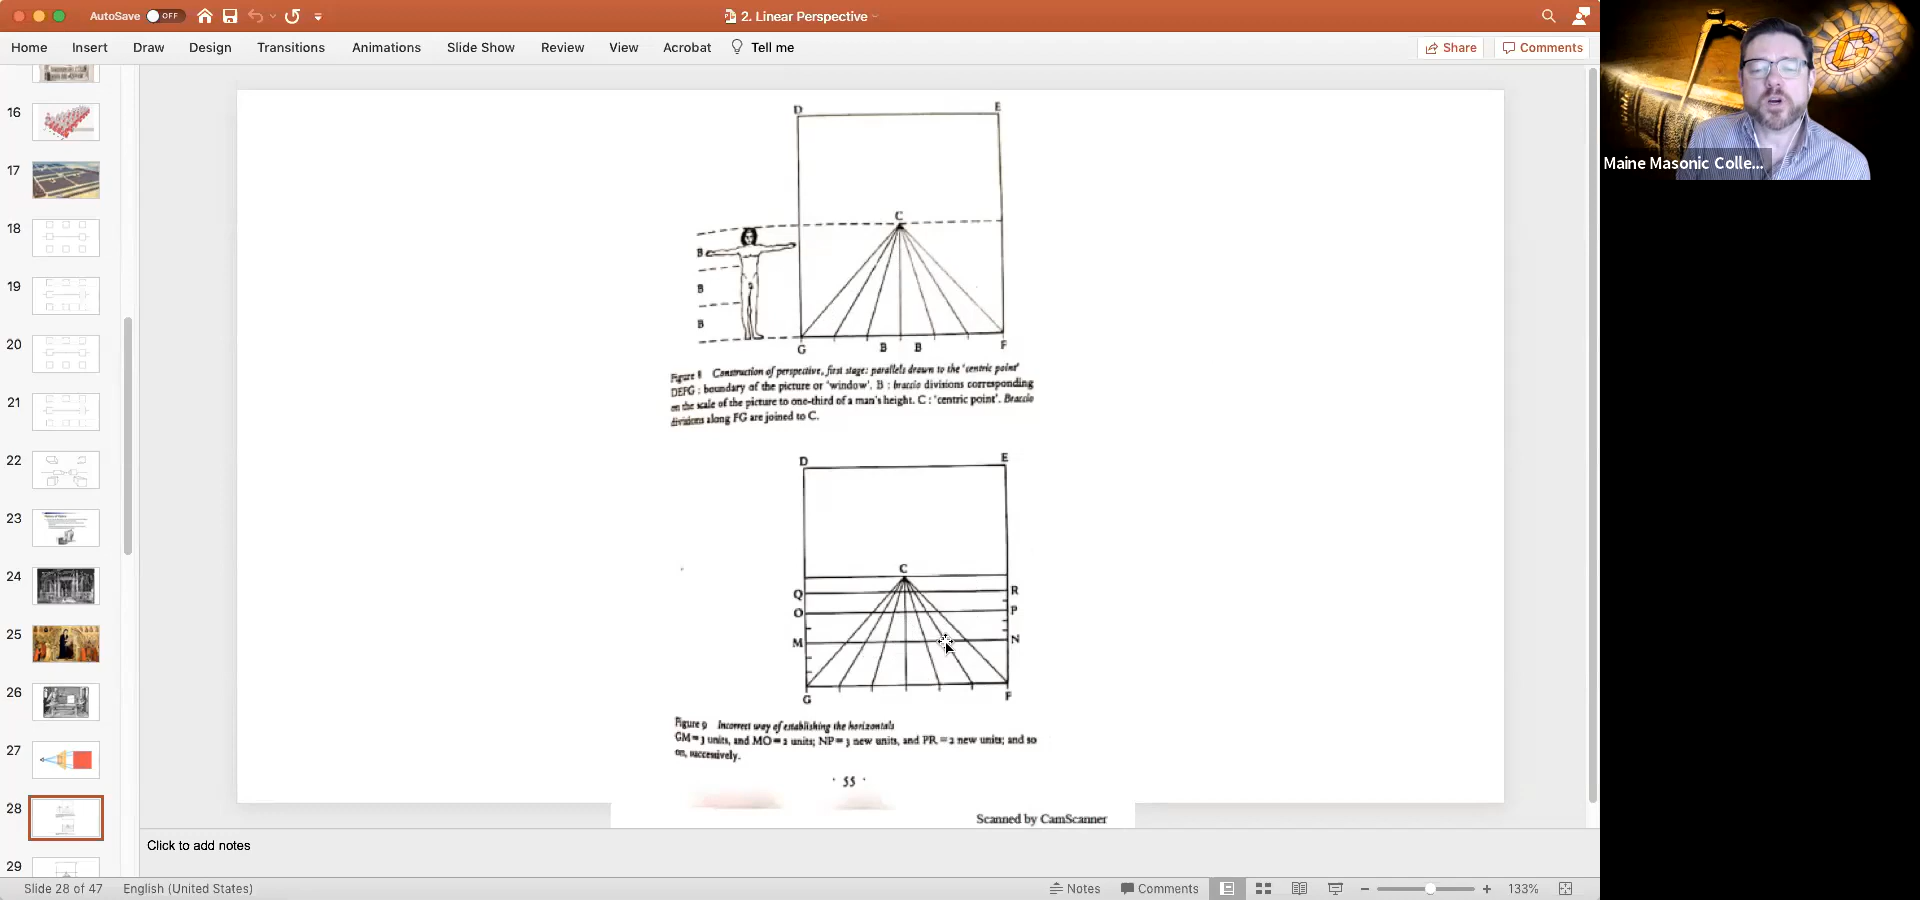 AutoSave OFF
2. Linear Perspective
Home Insert Draw Design Transitions Animations Slide Show Review View Acrobat Tell me
Share Comments
16
17
18
19
20
21
22
23
24
25
26
27
28
29
D E
C
B
B
B
G B B F
Figure 8 Construction of perspective, first stage: parallels drawn to the 'centric point'
DEFG : boundary of the picture or 'window'. B : braccio divisions corresponding
on the scale of the picture to one-third of a man's height. C : 'centric point'. Braccio
divisions along FG are joined to C.
D E
C
Q R
O P
M N
G F
Figure 9 Incorrect way of establishing the horizontals
GM = 3 units, and MO = 2 units; NP = 3 new units, and PR = 2 new units; and so
on, successively.
· 55 ·
Scanned by CamScanner
Click to add notes
Slide 28 of 47 English (United States)
Notes Comments 133%
Maine Masonic Colle...
G